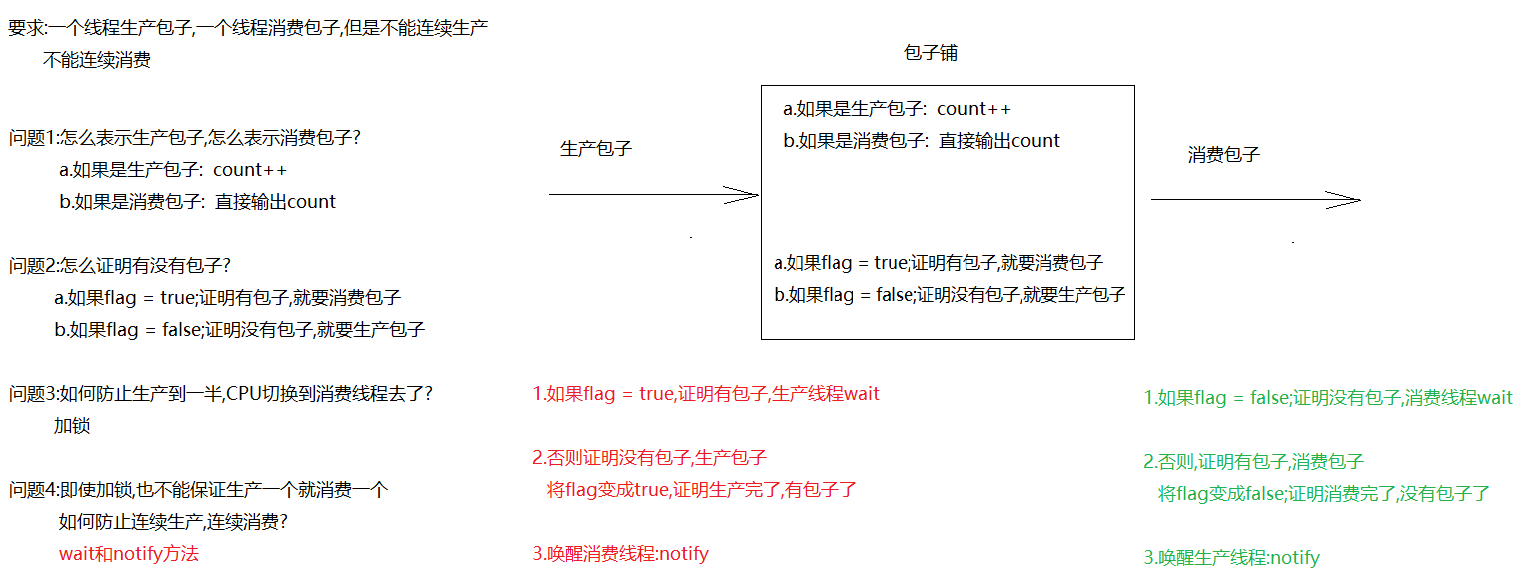 要求:一个线程生产包子,一个线程消费包子,但是不能连续生产
不能连续消费
问题1:怎么表示生产包子,怎么表示消费包子?
a.如果是生产包子: count++
b.如果是消费包子: 直接输出count
问题2:怎么证明有没有包子?
a.如果flag = true;证明有包子,就要消费包子
b.如果flag = false;证明没有包子,就要生产包子
问题3:如何防止生产到一半,CPU切换到消费线程去了?
加锁
问题4:即使加锁,也不能保证生产一个就消费一个
如何防止连续生产,连续消费?
wait和notify方法
生产包子
包子铺
a.如果是生产包子: count++
b.如果是消费包子: 直接输出count
a.如果flag = true;证明有包子,就要消费包子
b.如果flag = false;证明没有包子,就要生产包子
消费包子
1.如果flag = true,证明有包子,生产线程wait
2.否则证明没有包子,生产包子
将flag变成true,证明生产完了,有包子了
3.唤醒消费线程:notify
1.如果flag = false;证明没有包子,消费线程wait
2.否则,证明有包子,消费包子
将flag变成false;证明消费完了,没有包子了
3.唤醒生产线程:notify